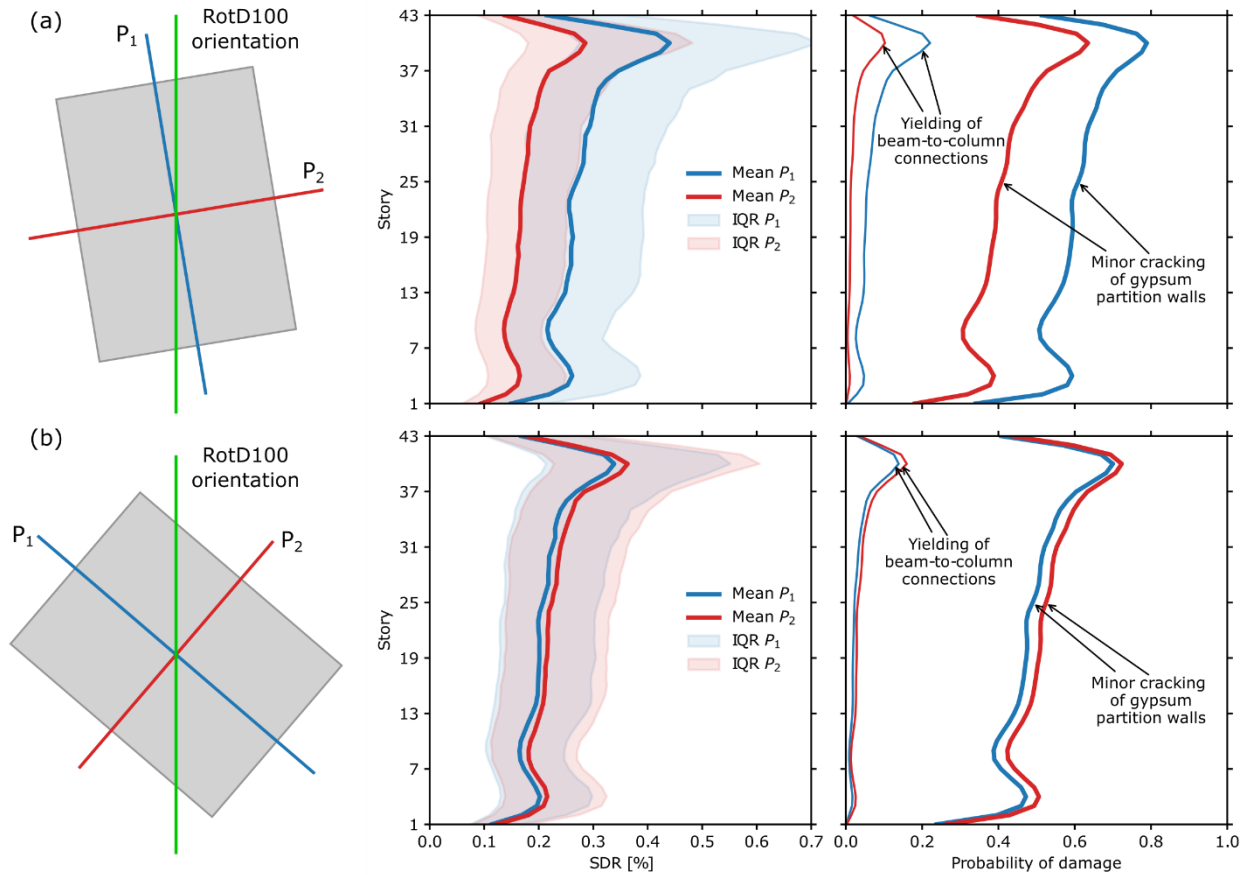 (a)
RotD100
orientation
P1
P2
43
37
31
25
19
13
7
1
Story
Mean P1
Mean P2
IQR P1
IQR P2
Yielding of
beam-to-column
connections
Minor cracking
of gypsum
partition walls
(b)
RotD100
orientation
P1
P2
43
37
31
25
19
13
7
1
Story
Mean P1
Mean P2
IQR P1
IQR P2
0.0 0.1 0.2 0.3 0.4 0.5 0.6 0.7
SDR [%]
Yielding of
beam-to-column
connections
Minor cracking
of gypsum
partition walls
0.0 0.2 0.4 0.6 0.8 1.0
Probability of damage